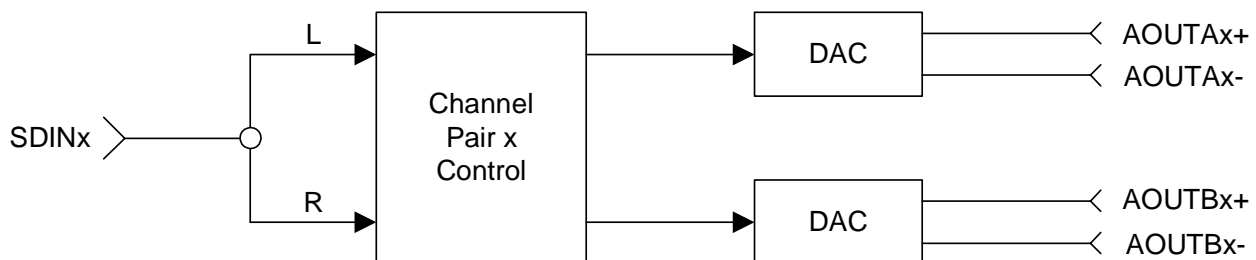 L
SDINx
R
Channel
Pair x
Control
DAC
AOUTAx+
AOUTAx-
DAC
AOUTBx+
AOUTBx-